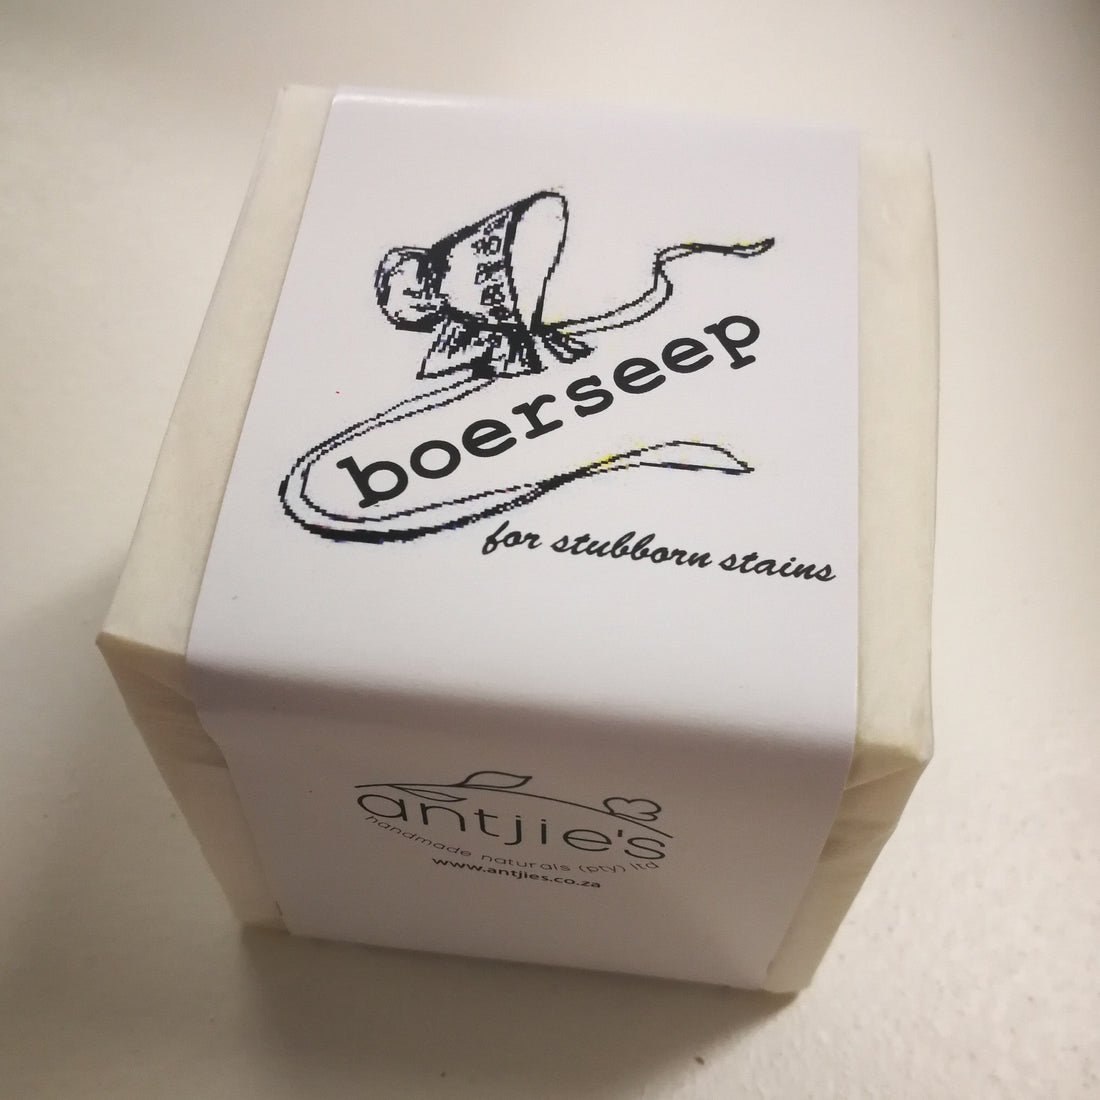 boerseep
for stubborn stains
antjie's
handmade naturals (pty) ltd
www.antjies.co.za